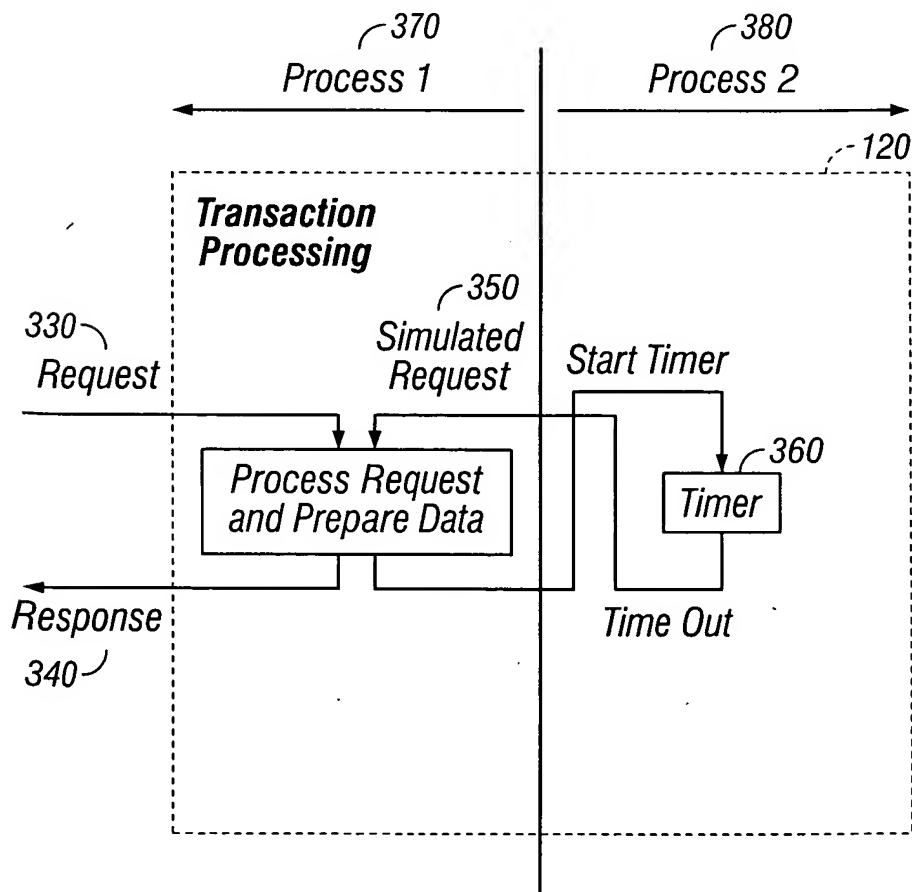 370
380
Process 1
Process 2
120
Transaction
Processing
350
330
Simulated
Request
Start Timer
Request
360
Process Request
and Prepare Data
Timer
Response
Time Out
340